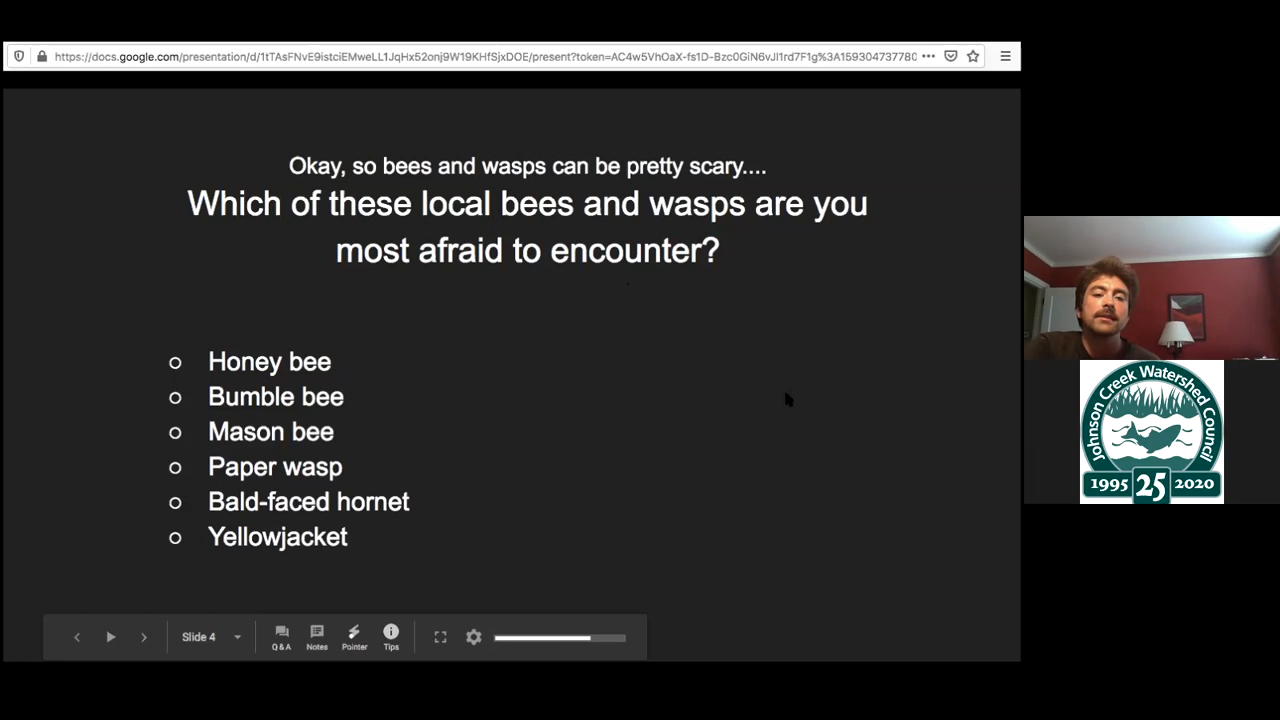 https://docs.google.com/presentation/d/1tTAsFNvE9istciEMweLL1JqHx52onj9W19KHfSjxDOE/present?token=AC4w5VhOaX-fs1D-Bzc0GiN6vJl1rd7F1g%3A159304737780
Okay, so bees and wasps can be pretty scary....
Which of these local bees and wasps are you
most afraid to encounter?
Honey bee
Bumble bee
Mason bee
Paper wasp
Bald-faced hornet
Yellowjacket
Slide 4
Q&A
Notes
Pointer
Tips
Johnson Creek Watershed Council
1995 25 2020